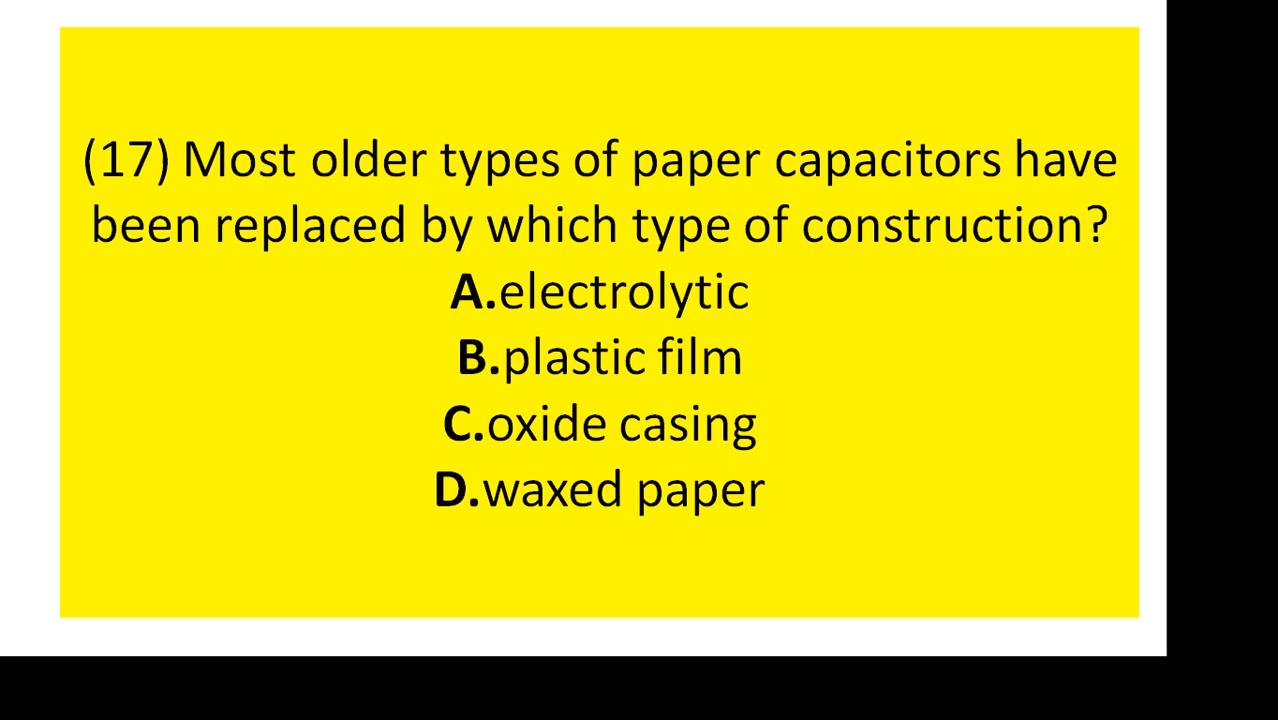 (17) Most older types of paper capacitors have
been replaced by which type of construction?
A.electrolytic
B.plastic film
C.oxide casing
D.waxed paper